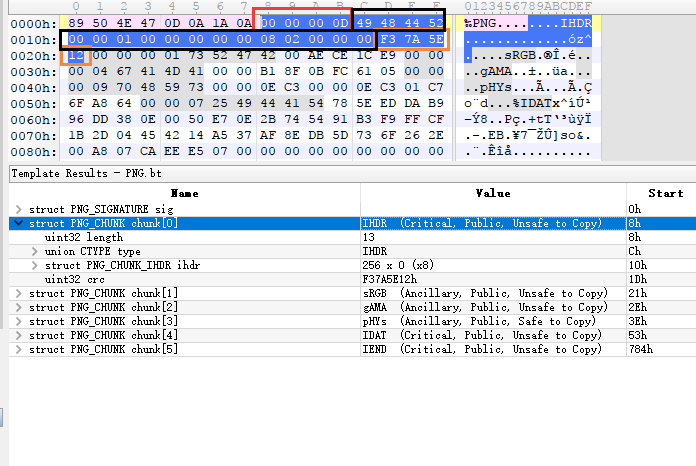 0 1 2 3 4 5 6 7 8 9 A B C D E F 0123456789ABCDEF
0000h: 89 50 4E 47 0D 0A 1A 0A 00 00 00 0D 49 48 44 52 ‰PNG........IHDR
0010h: 00 00 01 00 00 00 00 00 08 02 00 00 00 F3 7A 5E .............óz^
0020h: 12 00 00 00 01 73 52 47 42 00 AE CE 1C E9 00 00 .....sRGB.®Î.é..
0030h: 00 04 67 41 4D 41 00 00 B1 8F 0B FC 61 05 00 00 ..gAMA..±..üa...
0040h: 00 09 70 48 59 73 00 00 0E C3 00 00 0E C3 01 C7 ..pHYs...Ã...Ã.Ç
0050h: 6F A8 64 00 00 07 25 49 44 41 54 78 5E ED DA B9 o¨d...%IDATx^íÚ¹
0060h: 96 DD 38 0E 00 50 E7 0E 2B 74 54 91 B3 F9 FF CF –Ý8..Pç.+tT‘³ùÿÏ
0070h: 1B 2D 04 45 42 14 A5 37 AF 8E DB 5D 73 6F 26 2E .-.EB.¥7¯ŽÛ]so&.
0080h: 00 A8 07 CA EE E5 07 00 00 00 00 00 00 00 00 00 .¨.Êîå..........
Template Results - PNG.bt
Name Value Start
struct PNG_SIGNATURE sig 0h
struct PNG_CHUNK chunk[0] IHDR (Critical, Public, Unsafe to Copy) 8h
uint32 length 13 8h
union CTYPE type IHDR Ch
struct PNG_CHUNK_IHDR ihdr 256 x 0 (x8) 10h
uint32 crc F37A5E12h 1Dh
struct PNG_CHUNK chunk[1] sRGB (Ancillary, Public, Unsafe to Copy) 21h
struct PNG_CHUNK chunk[2] gAMA (Ancillary, Public, Unsafe to Copy) 2Eh
struct PNG_CHUNK chunk[3] pHYs (Ancillary, Public, Safe to Copy) 3Eh
struct PNG_CHUNK chunk[4] IDAT (Critical, Public, Unsafe to Copy) 53h
struct PNG_CHUNK chunk[5] IEND (Critical, Public, Unsafe to Copy) 784h